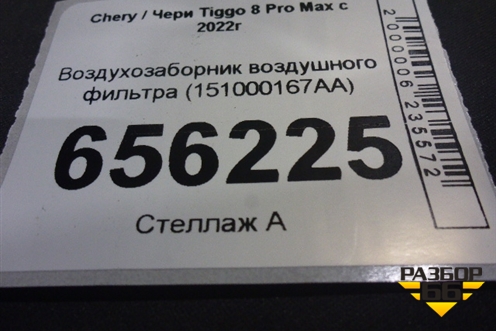 Chery / Чери Tiggo 8 Pro Max с
2022г
Воздухозаборник воздушного
фильтра (151000167AA)
656225
Стеллаж А
2000006235572
РАЗБОР
66